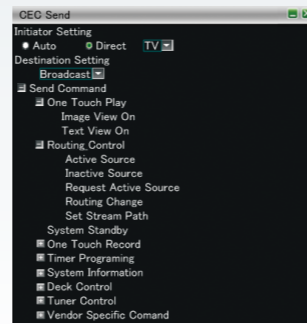 CEC Send
Initiator Setting
Auto Direct TV
Destination Setting
Broadcast
Send Command
One Touch Play
Image View On
Text View On
Routing_Control
Active Source
Inactive Source
Request Active Source
Routing Change
Set Stream Path
System Standby
One Touch Record
Timer Programing
System Information
Deck Control
Tuner Control
Vendor Specific Comand